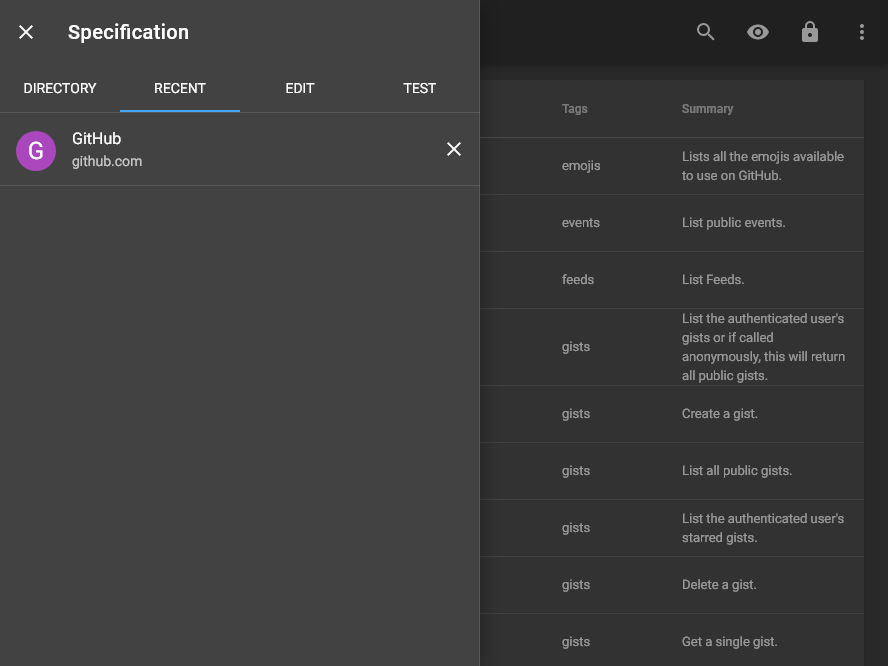 Specification
DIRECTORY
RECENT
EDIT
TEST
G
GitHub
github.com
Tags
Summary
emojis
Lists all the emojis available
to use on GitHub.
events
List public events.
feeds
List Feeds.
gists
List the authenticated user's
gists or if called
anonymously, this will return
all public gists.
gists
Create a gist.
gists
List all public gists.
gists
List the authenticated user's
starred gists.
gists
Delete a gist.
gists
Get a single gist.